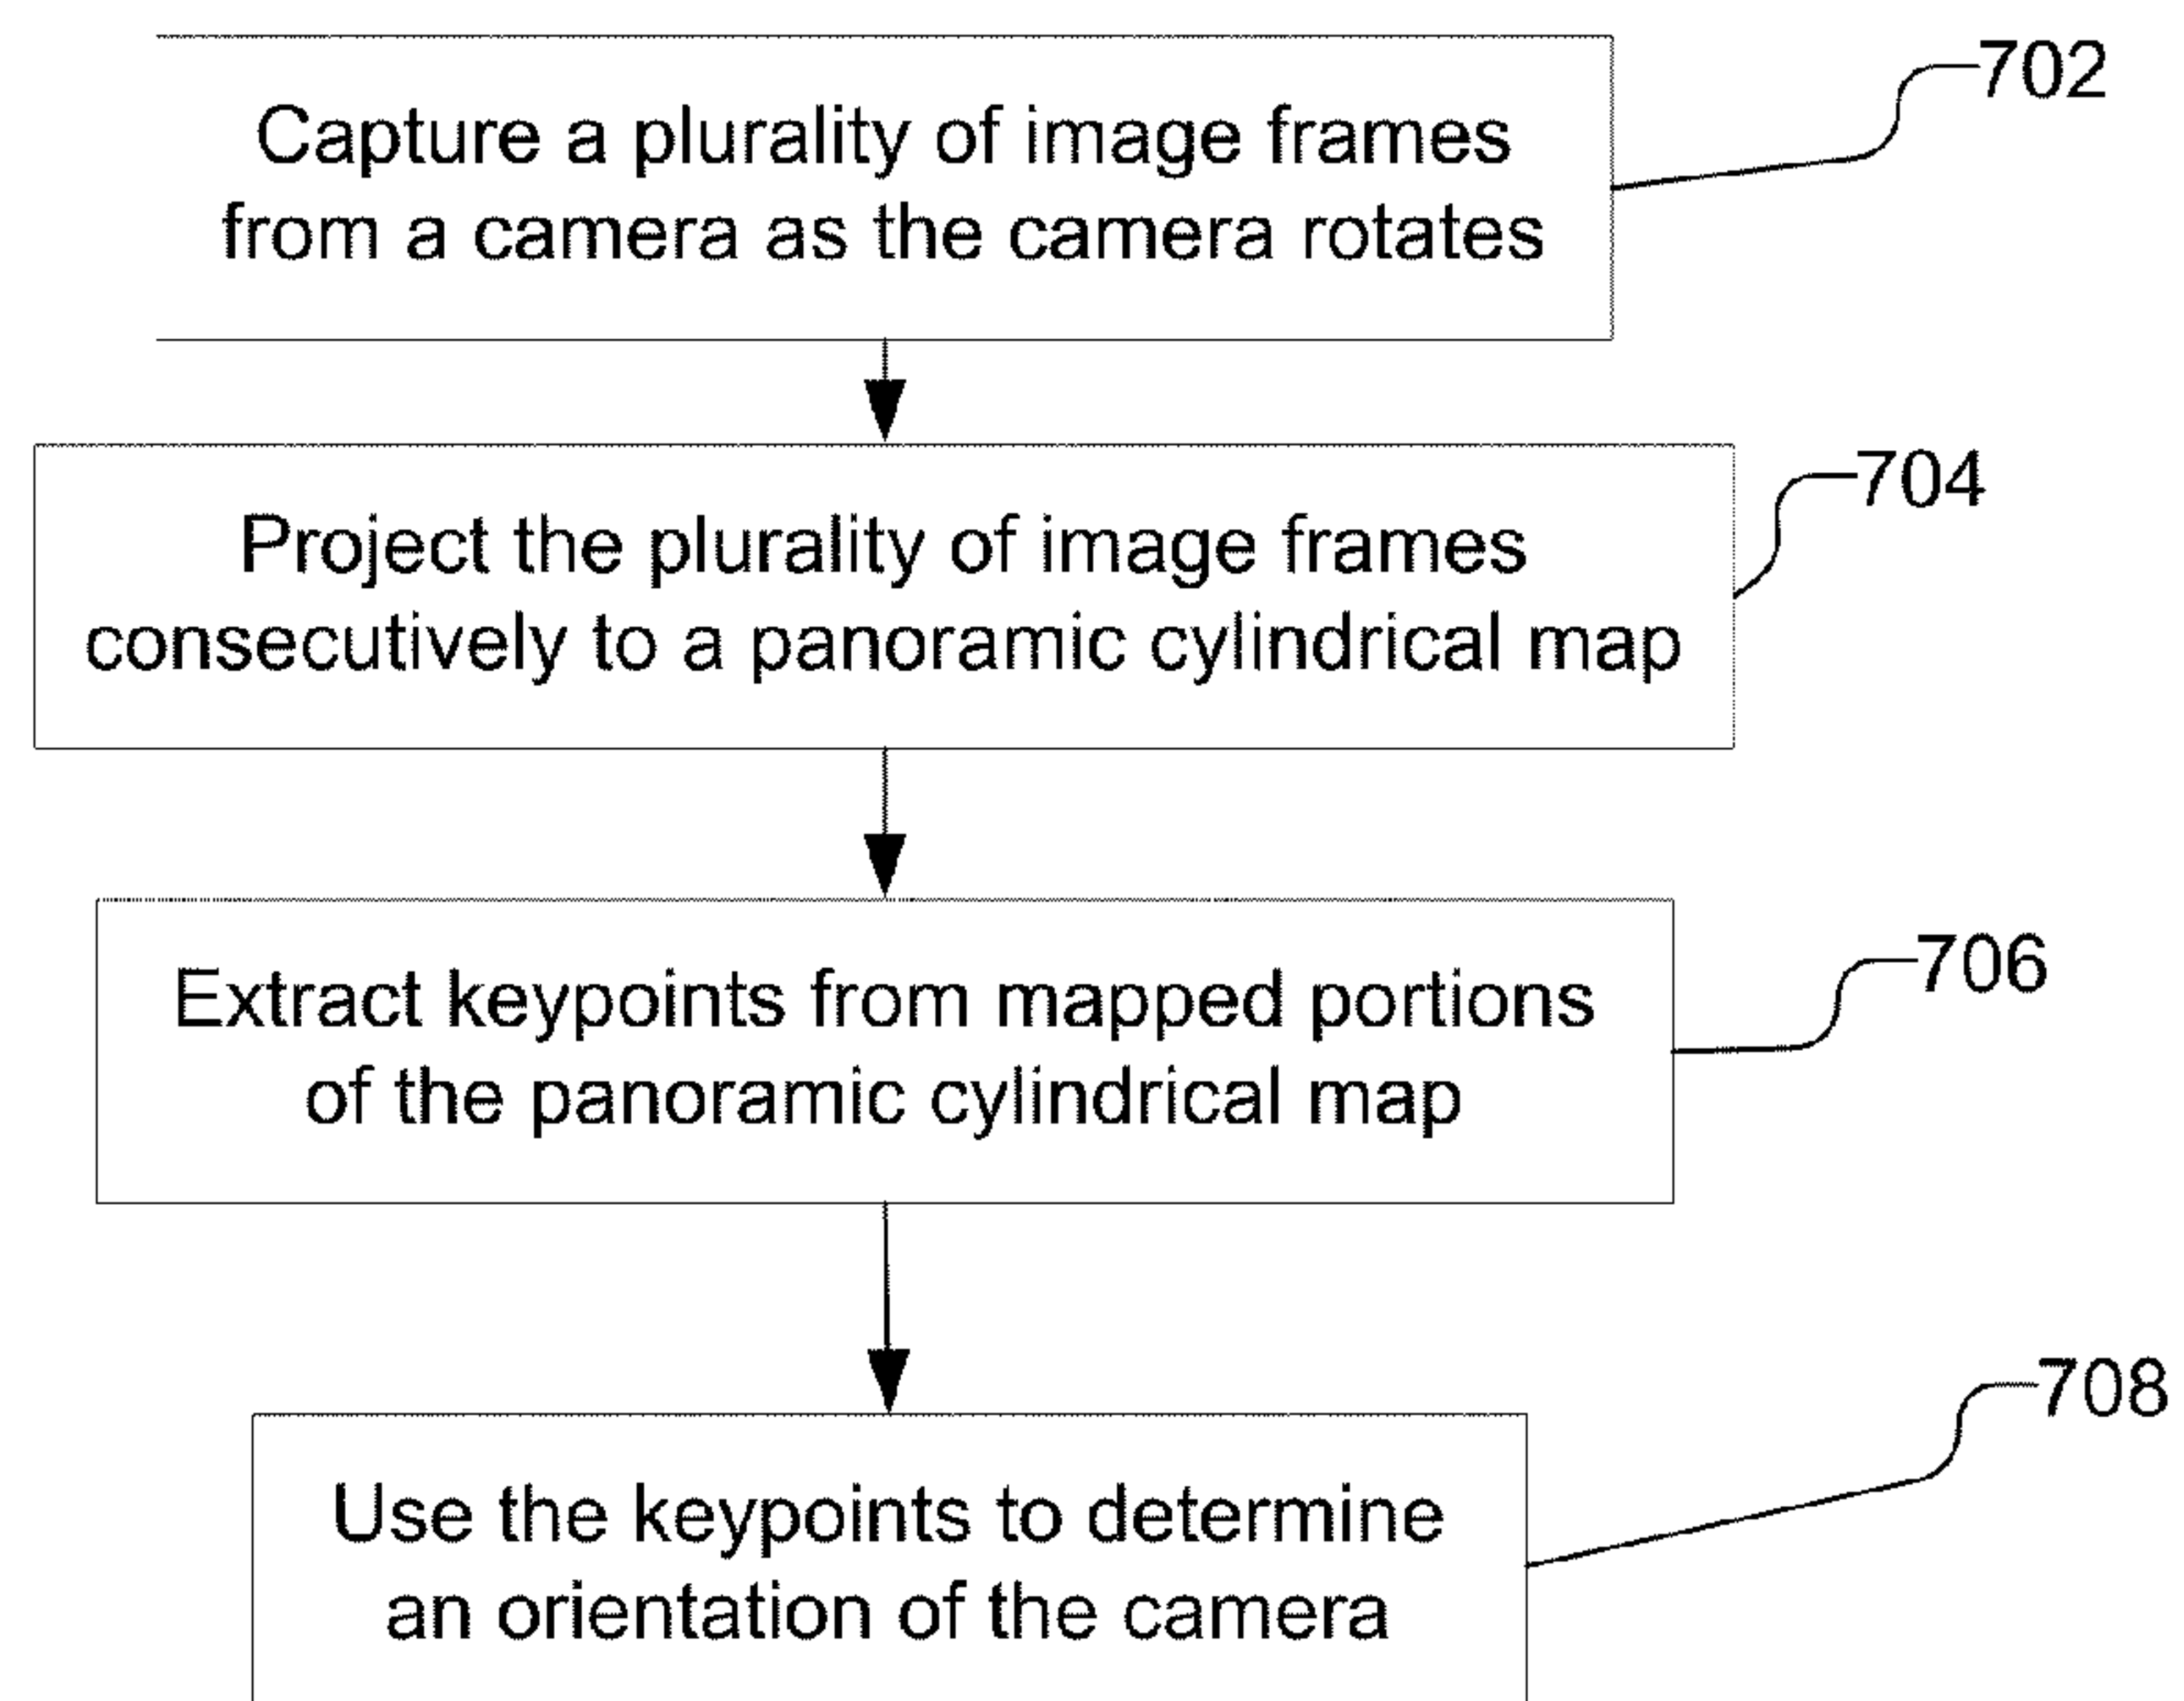 702
Capture a plurality of image frames
from a camera as the camera rotates
704
Project the plurality of image frames
consecutively to a panoramic cylindrical map
706
Extract keypoints from mapped portions
of the panoramic cylindrical map
708
Use the keypoints to determine
an orientation of the camera